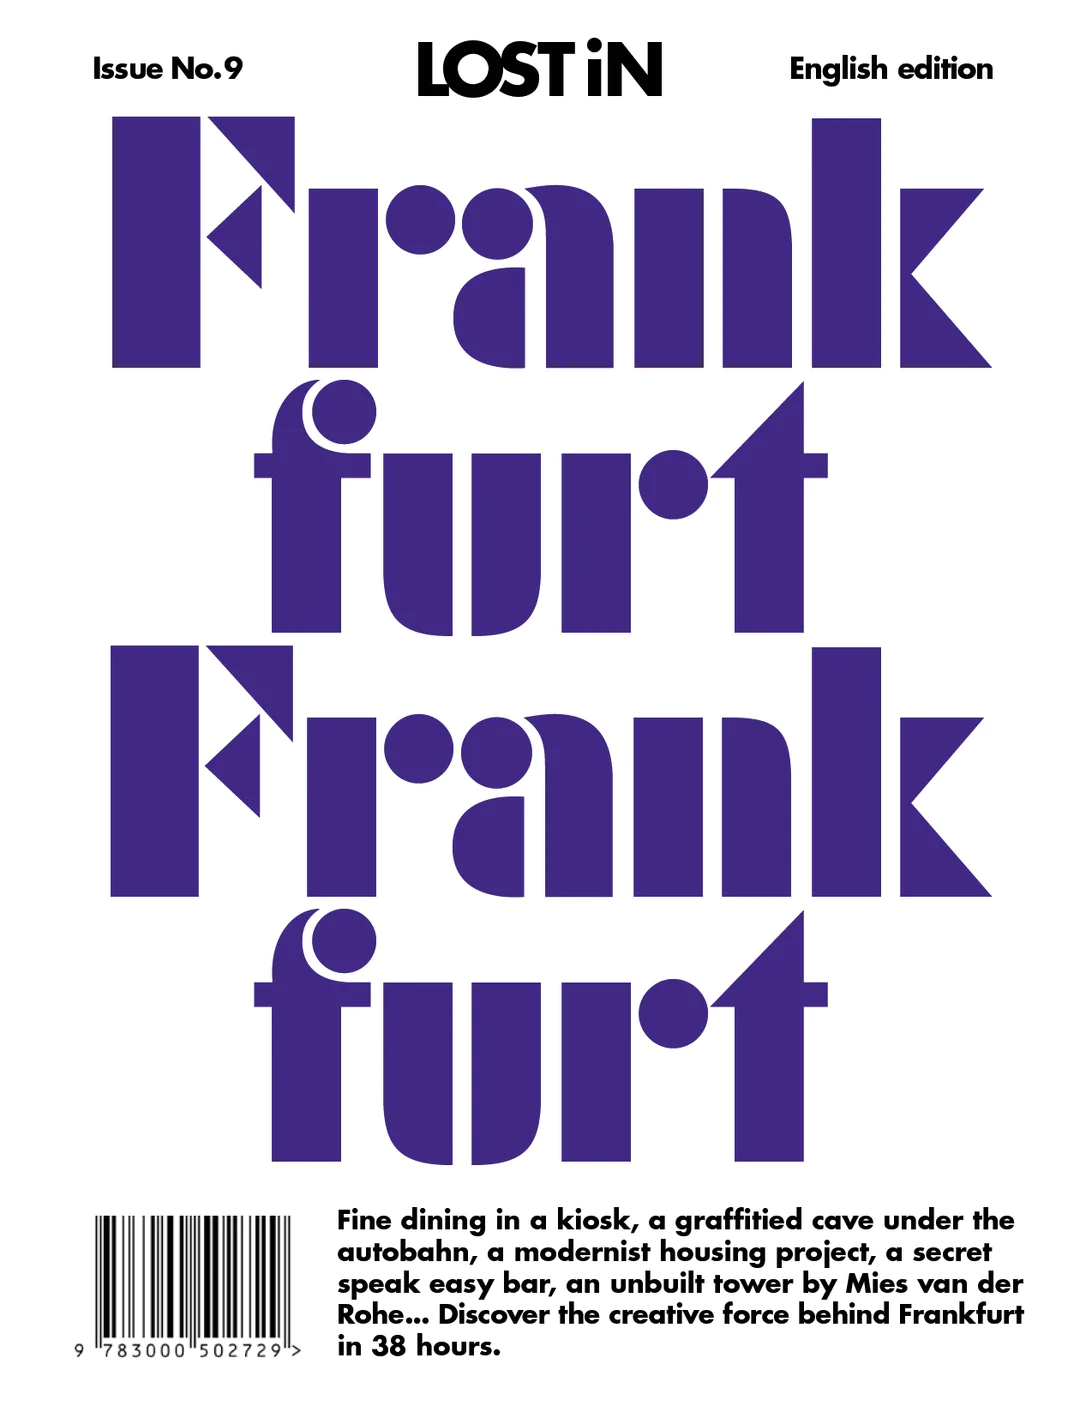 Issue No.9
LOST iN
English edition
Frank
furt
Frank
furt
Fine dining in a kiosk, a graffitied cave under the
autobahn, a modernist housing project, a secret
speak easy bar, an unbuilt tower by Mies van der
Rohe... Discover the creative force behind Frankfurt
in 38 hours.
9 783000 502729 >